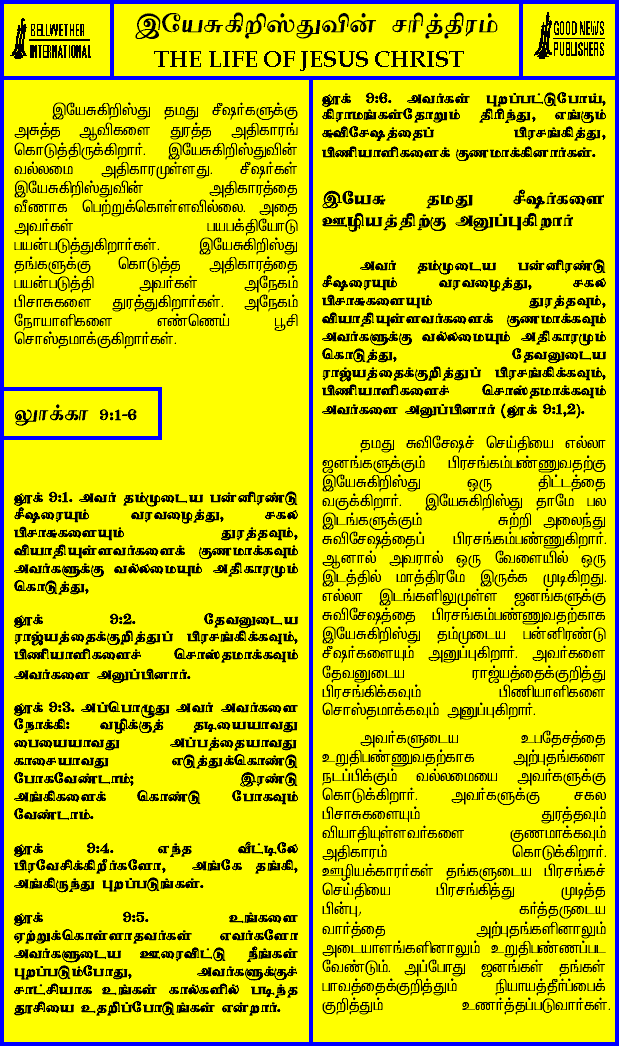 BELLWETHER
INTERNATIONAL
இயேசுகிறிஸ்துவின் சரித்திரம்
THE LIFE OF JESUS CHRIST
GOOD NEWS
PUBLISHERS
இயேசுகிறிஸ்து தமது சீஷர்களுக்கு
அசுத்த ஆவிகளை துரத்த அதிகாரங்
கொடுத்திருக்கிறார். இயேசுகிறிஸ்துவின்
வல்லமை அதிகாரமுள்ளது. சீஷர்கள்
இயேசுகிறிஸ்துவின் அதிகாரத்தை
வீணாக பெற்றுக்கொள்ளவில்லை. அதை
அவர்கள் பயபக்தியோடு
பயன்படுத்துகிறார்கள். இயேசுகிறிஸ்து
தங்களுக்கு கொடுத்த அதிகாரத்தை
பயன்படுத்தி அவர்கள் அநேகம்
பிசாசுகளை துரத்துகிறார்கள். அநேகம்
நோயாளிகளை எண்ணெய் பூசி
சொஸ்தமாக்குகிறார்கள்.
லூக்கா 9:1-6
லூக் 9:1. அவர் தம்முடைய பன்னிரண்டு
சீஷரையும் வரவழைத்து, சகல
பிசாசுகளையும் துரத்தவும்,
வியாதியுள்ளவர்களைக் குணமாக்கவும்
அவர்களுக்கு வல்லமையும் அதிகாரமும்
கொடுத்து,
லூக் 9:2. தேவனுடைய
ராஜ்யத்தைக்குறித்துப் பிரசங்கிக்கவும்,
பிணியாளிகளைச் சொஸ்தமாக்கவும்
அவர்களை அனுப்பினார்.
லூக் 9:3. அப்பொழுது அவர் அவர்களை
நோக்கி: வழிக்குத் தடியையாவது
பையையாவது அப்பத்தையாவது
காசையாவது எடுத்துக்கொண்டு
போகவேண்டாம்; இரண்டு
அங்கிகளைக் கொண்டு போகவும்
வேண்டாம்.
லூக் 9:4. எந்த வீட்டிலே
பிரவேசிக்கிறீர்களோ, அங்கே தங்கி,
அங்கிருந்து புறப்படுங்கள்.
லூக் 9:5. உங்களை
ஏற்றுக்கொள்ளாதவர்கள் எவர்களோ
அவர்களுடைய ஊரைவிட்டு நீங்கள்
புறப்படும்போது, அவர்களுக்குச்
சாட்சியாக உங்கள் கால்களில் படிந்த
தூசியை உதறிப்போடுங்கள் என்றார்.
லூக் 9:6. அவர்கள் புறப்பட்டுபோய்,
கிராமங்கள்தோறும் திரிந்து, எங்கும்
சுவிசேஷத்தைப் பிரசங்கித்து,
பிணியாளிகளைக் குணமாக்கினார்கள்.
இயேசு தமது சீஷர்களை
ஊழியத்திற்கு அனுப்புகிறார்
அவர் தம்முடைய பன்னிரண்டு
சீஷரையும் வரவழைத்து, சகல
பிசாசுகளையும் துரத்தவும்,
வியாதியுள்ளவர்களைக் குணமாக்கவும்
அவர்களுக்கு வல்லமையும் அதிகாரமும்
கொடுத்து, தேவனுடைய
ராஜ்யத்தைக்குறித்துப் பிரசங்கிக்கவும்,
பிணியாளிகளைச் சொஸ்தமாக்கவும்
அவர்களை அனுப்பினார் (லூக் 9:1,2).
தமது சுவிசேஷச் செய்தியை எல்லா
ஜனங்களுக்கும் பிரசங்கம்பண்ணுவதற்கு
இயேசுகிறிஸ்து ஒரு திட்டத்தை
வகுக்கிறார். இயேசுகிறிஸ்து தாமே பல
இடங்களுக்கும் சுற்றி அலைந்து
சுவிசேஷத்தைப் பிரசங்கம்பண்ணுகிறார்.
ஆனால் அவரால் ஒரு வேளையில் ஒரு
இடத்தில் மாத்திரமே இருக்க முடிகிறது.
எல்லா இடங்களிலுமுள்ள ஜனங்களுக்கு
சுவிசேஷத்தை பிரசங்கம்பண்ணுவதற்காக
இயேசுகிறிஸ்து தம்முடைய பன்னிரண்டு
சீஷர்களையும் அனுப்புகிறார். அவர்களை
தேவனுடைய ராஜ்யத்தைக்குறித்து
பிரசங்கிக்கவும் பிணியாளிகளை
சொஸ்தமாக்கவும் அனுப்புகிறார்.
அவர்களுடைய உபதேசத்தை
உறுதிபண்ணுவதற்காக அற்புதங்களை
நடப்பிக்கும் வல்லமையை அவர்களுக்கு
கொடுக்கிறார். அவர்களுக்கு சகல
பிசாசுகளையும் துரத்தவும்
வியாதியுள்ளவர்களை குணமாக்கவும்
அதிகாரம் கொடுக்கிறார்.
ஊழியக்காரர்கள் தங்களுடைய பிரசங்கச்
செய்தியை பிரசங்கித்து முடித்த
பின்பு, கர்த்தருடைய
வார்த்தை அற்புதங்களினாலும்
அடையாளங்களினாலும் உறுதிபண்ணப்பட
வேண்டும். அப்போது ஜனங்கள் தங்கள்
பாவத்தைக்குறித்தும் நியாயத்தீர்ப்பைக்
குறித்தும் உணர்த்தப்படுவார்கள்.